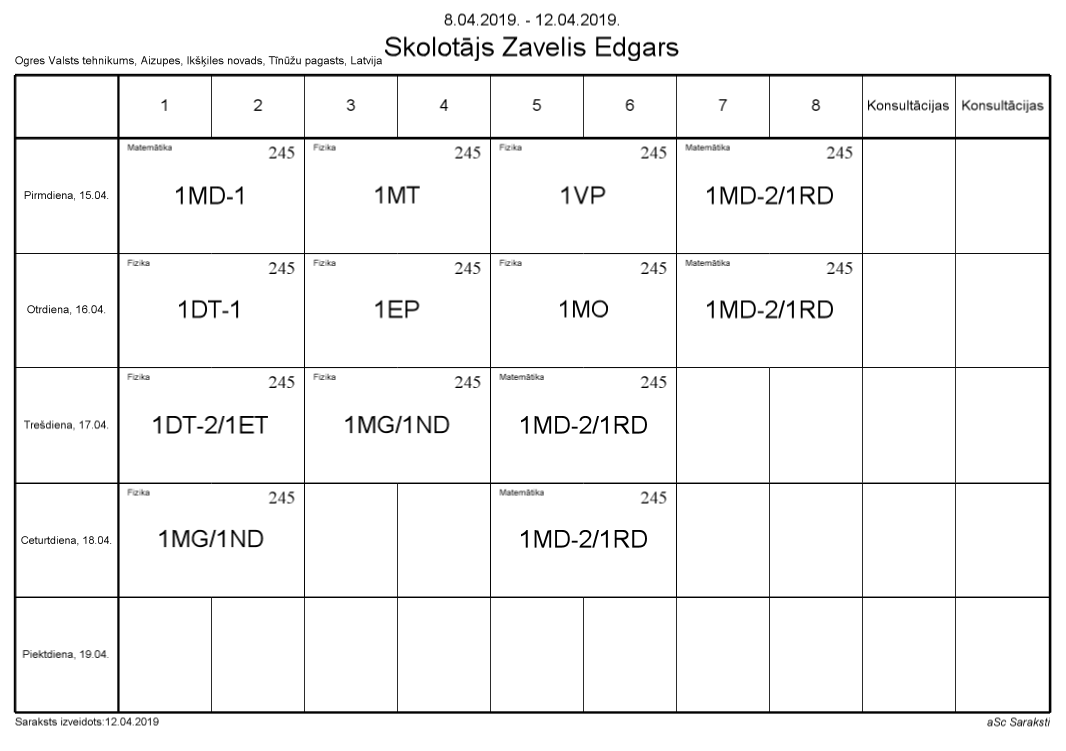 8.04.2019. - 12.04.2019.
Skolotājs Zavelis Edgars
Ogres Valsts tehnikums, Aizupes, Ikšķiles novads, Tīnūžu pagasts, Latvija
1 2 3 4 5 6 7 8 Konsultācijas Konsultācijas
Matemātika 245 Fizika 245 Fizika 245 Matemātika 245
Pirmdiena, 15.04. 1MD-1 1MT 1VP 1MD-2/1RD
Fizika 245 Fizika 245 Fizika 245 Matemātika 245
Otrdiena, 16.04. 1DT-1 1EP 1MO 1MD-2/1RD
Fizika 245 Fizika 245 Matemātika 245
Trešdiena, 17.04. 1DT-2/1ET 1MG/1ND 1MD-2/1RD
Fizika 245 Matemātika 245
Ceturtdiena, 18.04. 1MG/1ND 1MD-2/1RD
Piektdiena, 19.04.
Saraksts izveidots:12.04.2019 aSc Saraksti